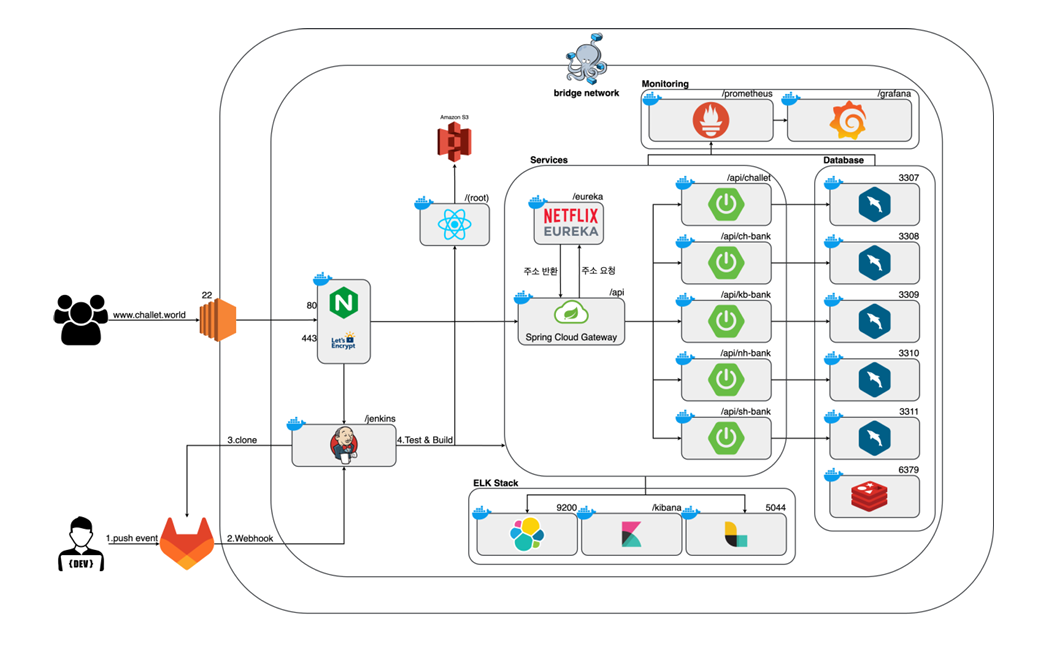 bridge network
Monitoring
/prometheus
/grafana
Amazon S3
Services
Database
/(root)
/eureka
NETFLIX
EUREKA
주소 반환
주소 요청
/api
Spring Cloud Gateway
/api/challet
/api/ch-bank
/api/kb-bank
/api/nh-bank
/api/sh-bank
3307
3308
3309
3310
3311
6379
www.challet.world
22
80
443
Let's
Encrypt
/jenkins
3.clone
4.Test & Build
1.push event
2.Webhook
{DEV}
ELK Stack
9200
/kibana
5044